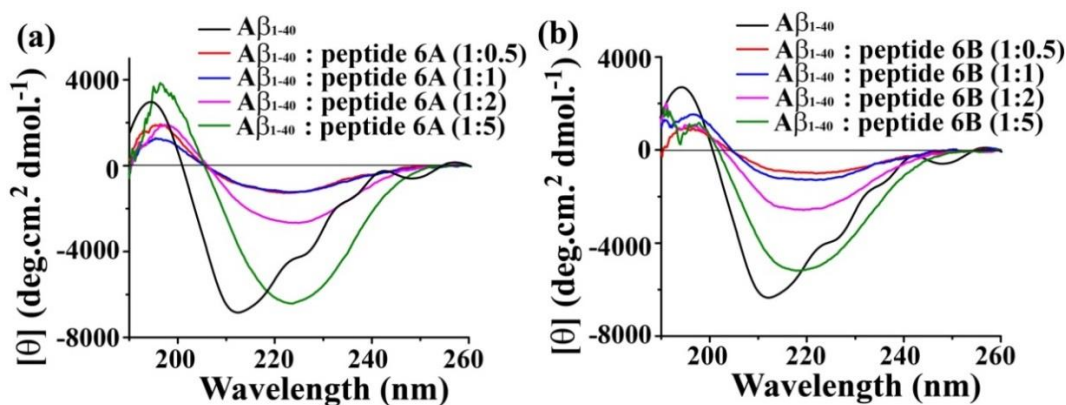 (a)
Aβ₁₋₄₀
Aβ₁₋₄₀ : peptide 6A (1:0.5)
Aβ₁₋₄₀ : peptide 6A (1:1)
Aβ₁₋₄₀ : peptide 6A (1:2)
Aβ₁₋₄₀ : peptide 6A (1:5)
4000
0
-4000
-8000
[θ] (deg.cm.² dmol.⁻¹)
200 220 240 260
Wavelength (nm)
(b)
Aβ₁₋₄₀
Aβ₁₋₄₀ : peptide 6B (1:0.5)
Aβ₁₋₄₀ : peptide 6B (1:1)
Aβ₁₋₄₀ : peptide 6B (1:2)
Aβ₁₋₄₀ : peptide 6B (1:5)
4000
0
-4000
-8000
[θ] (deg.cm.² dmol.⁻¹)
200 220 240 260
Wavelength (nm)